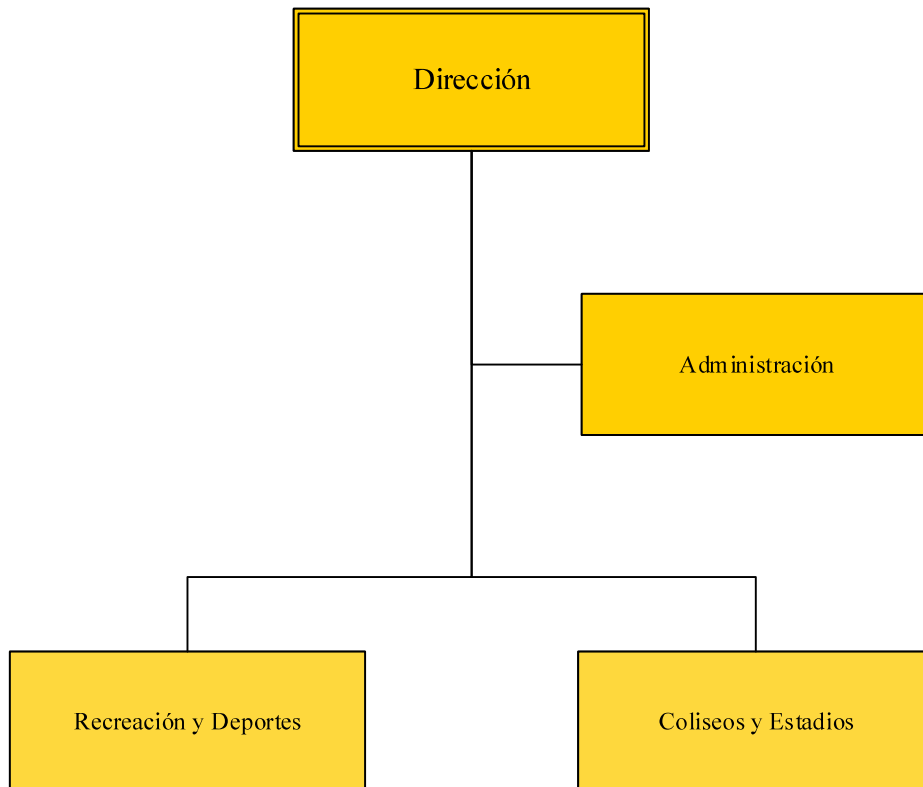 Dirección
Administración
Recreación y Deportes
Coliseos y Estadios